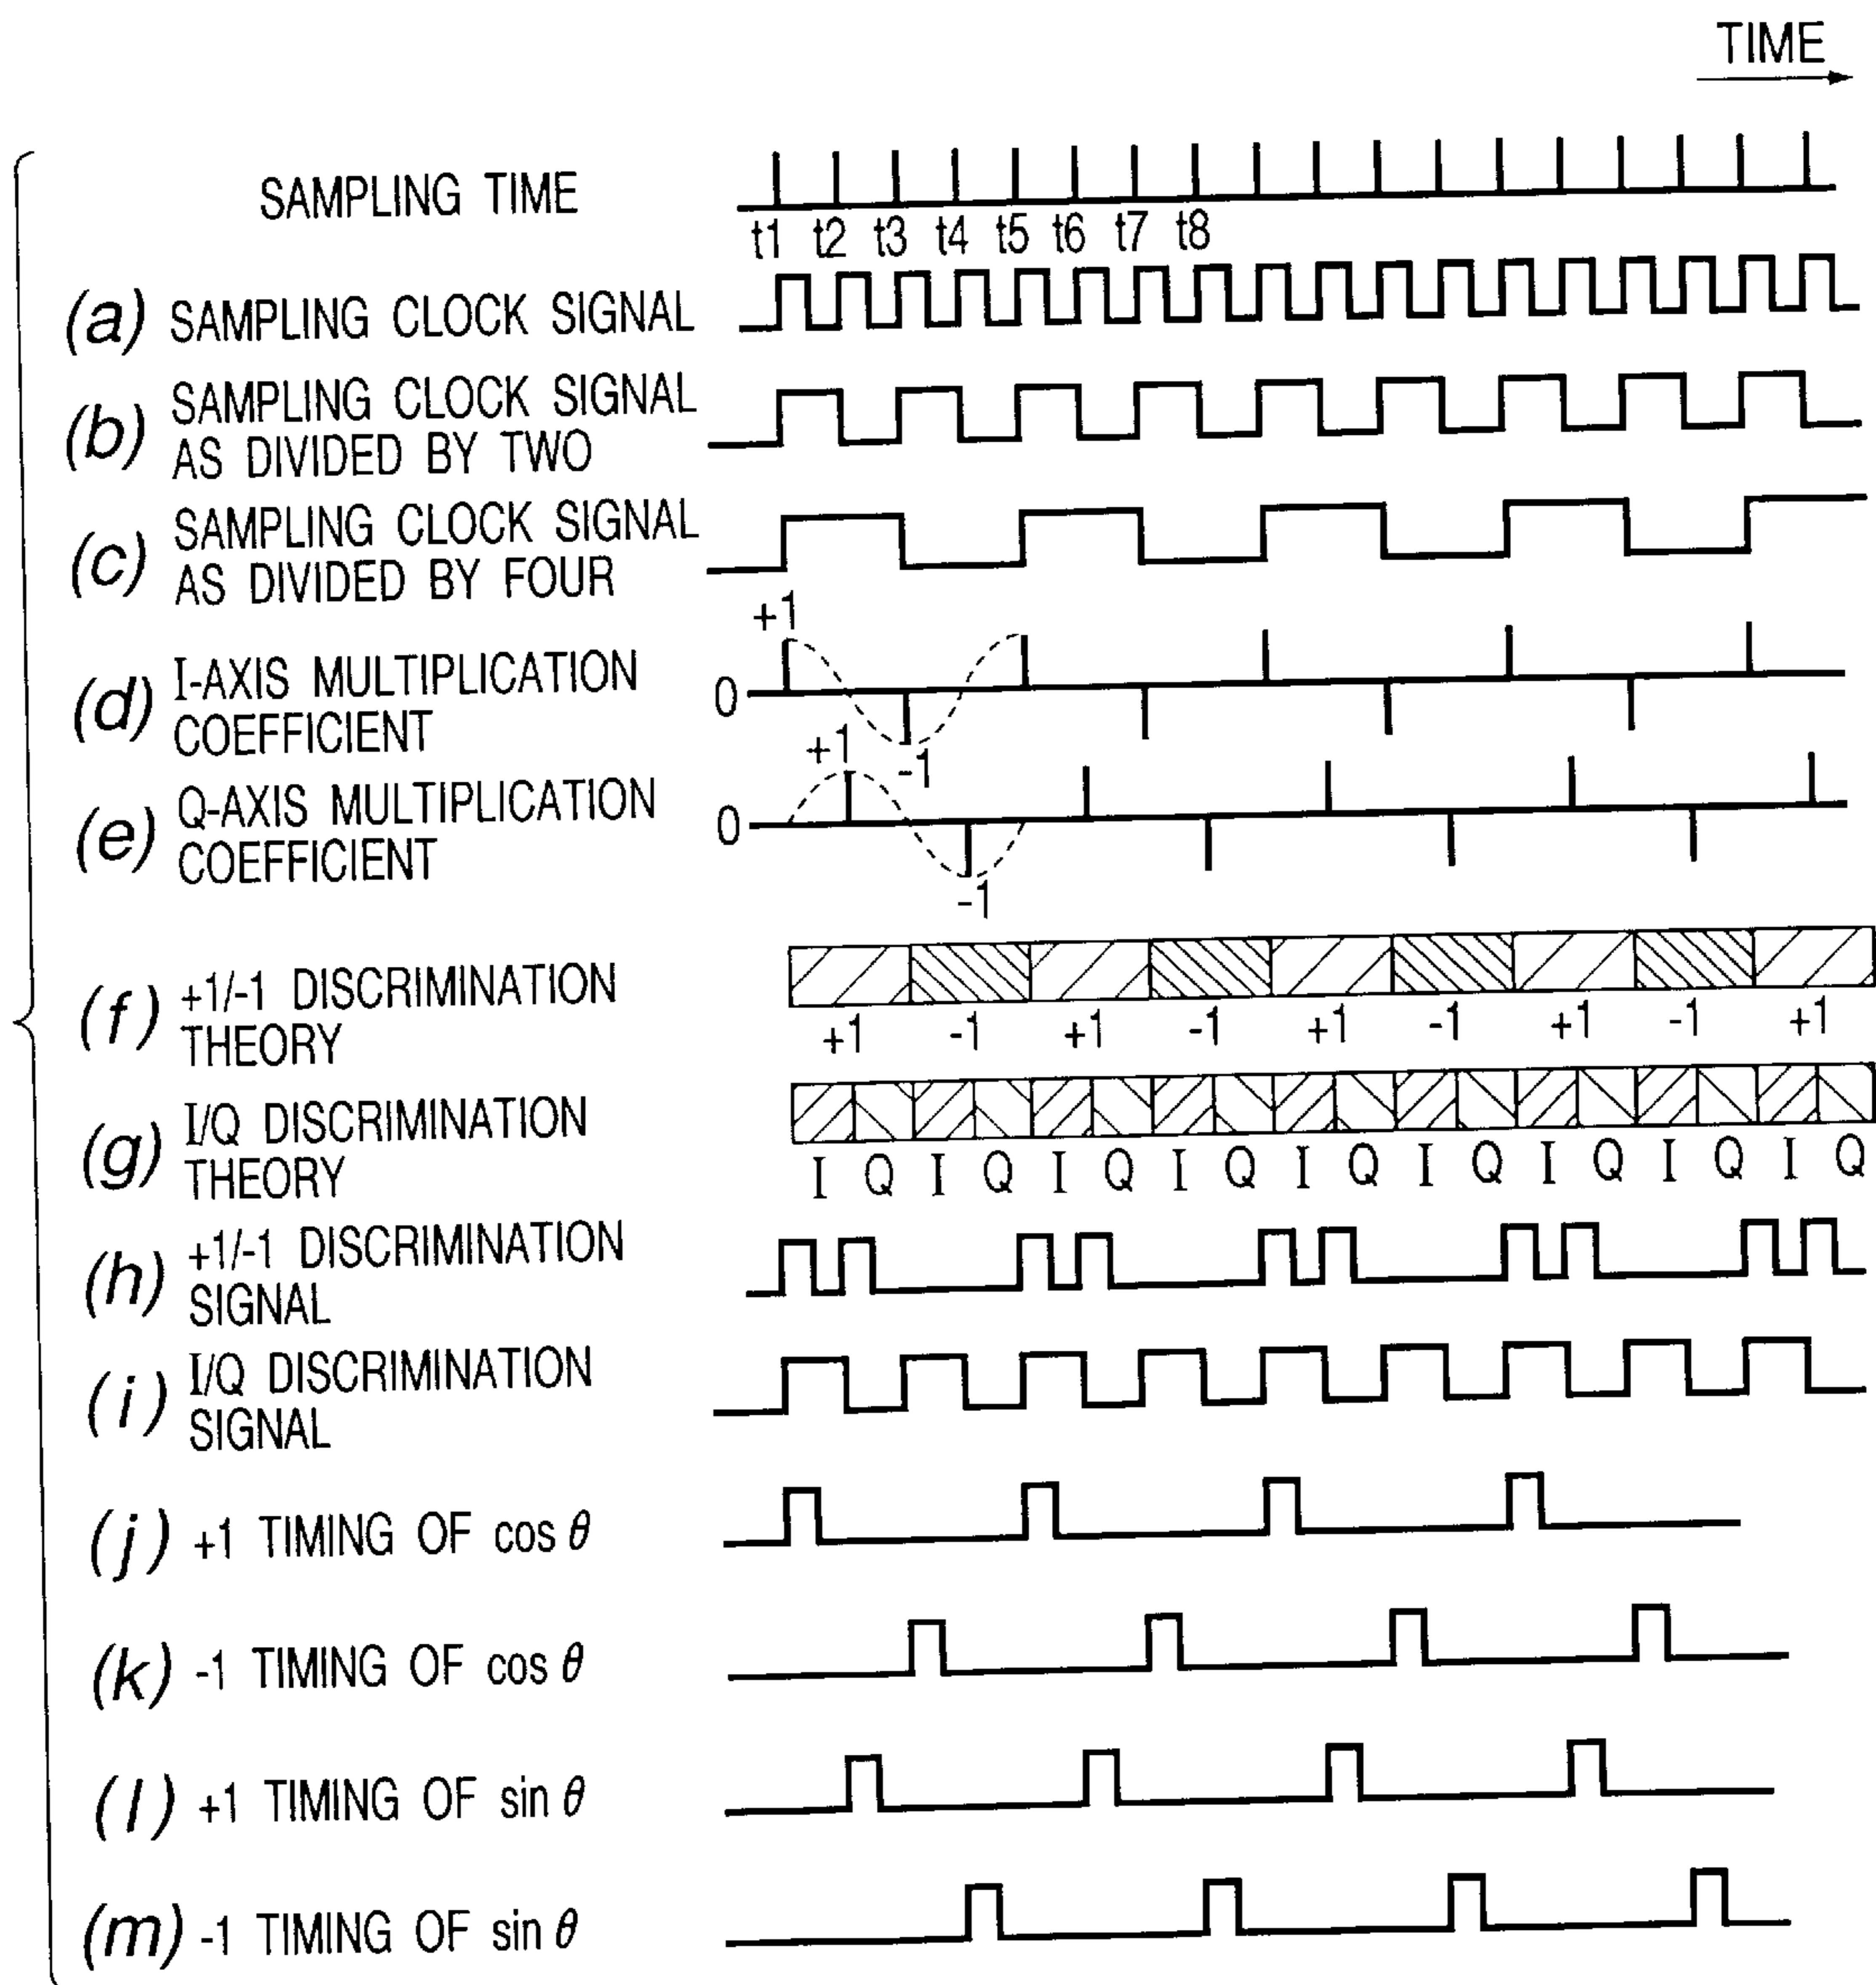 TIME
SAMPLING TIME
t1 t2 t3 t4 t5 t6 t7 t8
(a) SAMPLING CLOCK SIGNAL
(b) SAMPLING CLOCK SIGNAL
AS DIVIDED BY TWO
(c) SAMPLING CLOCK SIGNAL
AS DIVIDED BY FOUR
+1
(d) I-AXIS MULTIPLICATION
COEFFICIENT
0
-1
+1
(e) Q-AXIS MULTIPLICATION
COEFFICIENT
0
-1
(f) +1/-1 DISCRIMINATION
THEORY
+1 -1 +1 -1 +1 -1 +1 -1 +1
(g) I/Q DISCRIMINATION
THEORY
I Q I Q I Q I Q I Q I Q I Q I Q I Q
(h) +1/-1 DISCRIMINATION
SIGNAL
(i) I/Q DISCRIMINATION
SIGNAL
(j) +1 TIMING OF cos θ
(k) -1 TIMING OF cos θ
(l) +1 TIMING OF sin θ
(m) -1 TIMING OF sin θ